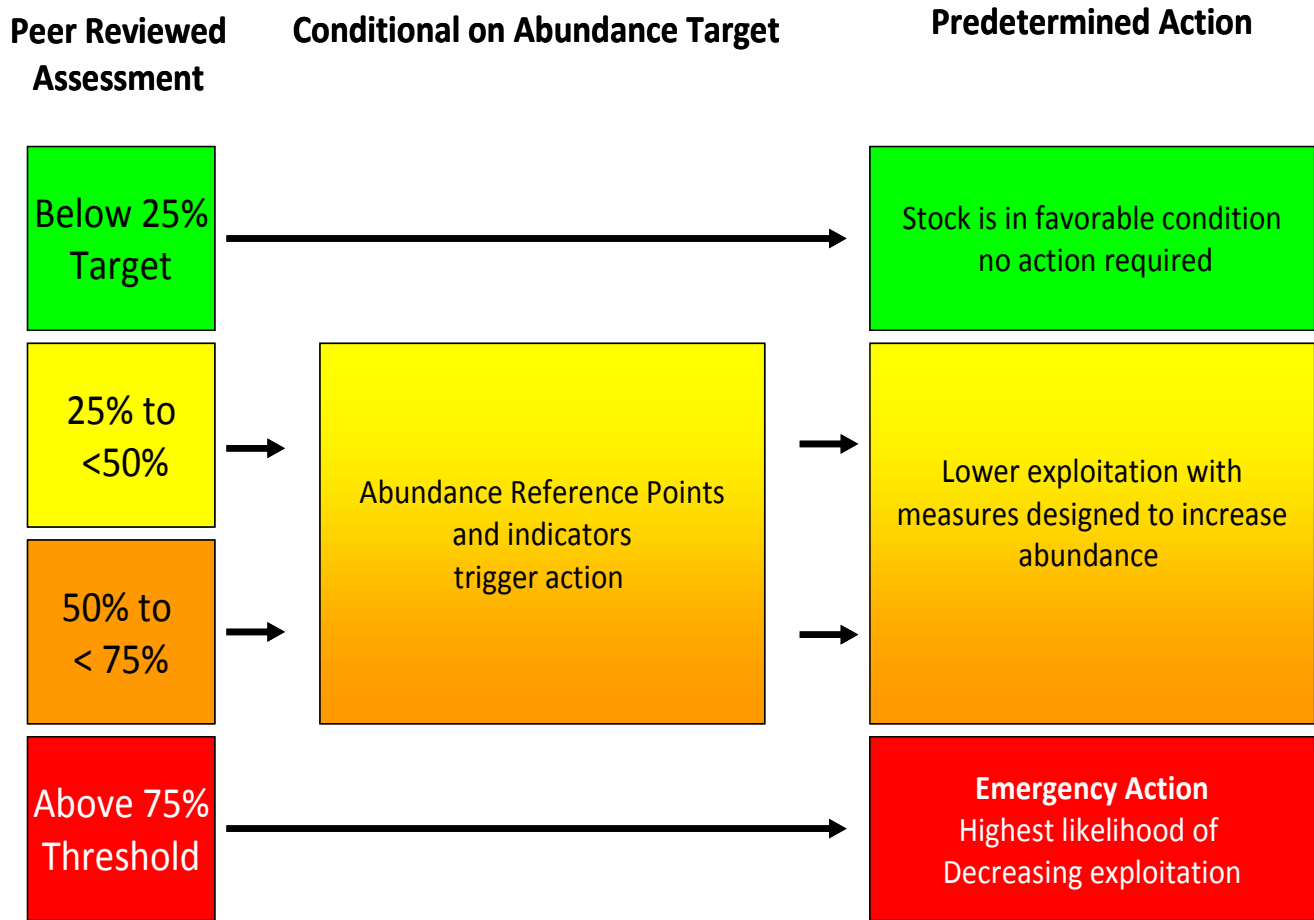 Peer Reviewed
Assessment
Conditional on Abundance Target
Predetermined Action
Below 25%
Target
Stock is in favorable condition
no action required
25% to
<50%
Abundance Reference Points
and indicators
trigger action
Lower exploitation with
measures designed to increase
abundance
50% to
< 75%
Above 75%
Threshold
Emergency Action
Highest likelihood of
Decreasing exploitation